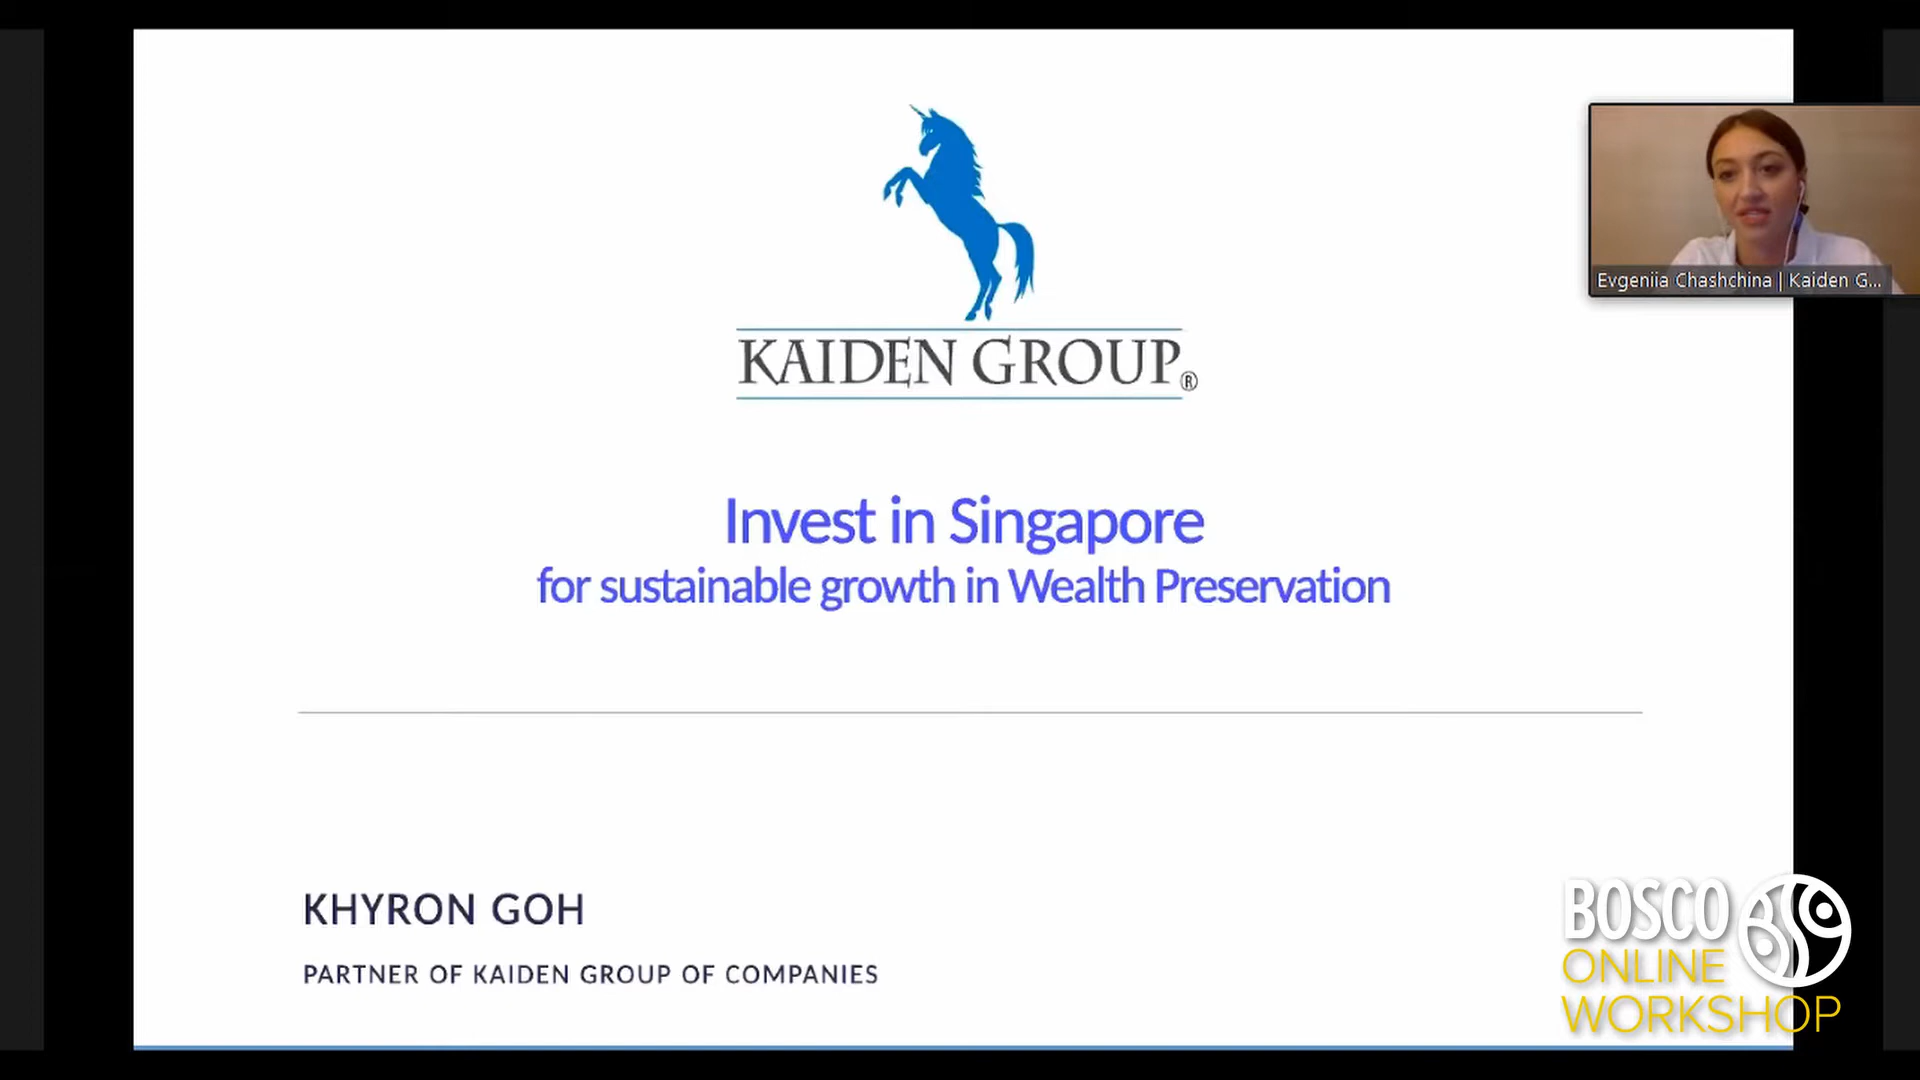 KAIDEN GROUP®
Evgeniia Chashchina | Kaiden G...
Invest in Singapore
for sustainable growth in Wealth Preservation
KHYRON GOH
PARTNER OF KAIDEN GROUP OF COMPANIES
BOSCO
ONLINE
WORKSHOP